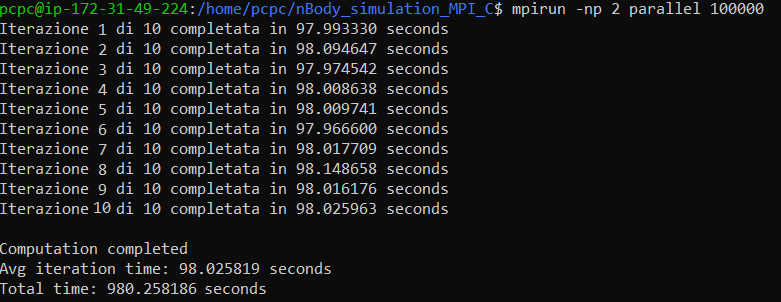 pcpc@ip-172-31-49-224:/home/pcpc/nBody_simulation_MPI_C$ mpirun -np 2 parallel 100000
Iterazione 1 di 10 completata in 97.993330 seconds
Iterazione 2 di 10 completata in 98.094647 seconds
Iterazione 3 di 10 completata in 97.974542 seconds
Iterazione 4 di 10 completata in 98.008638 seconds
Iterazione 5 di 10 completata in 98.009741 seconds
Iterazione 6 di 10 completata in 97.966600 seconds
Iterazione 7 di 10 completata in 98.017709 seconds
Iterazione 8 di 10 completata in 98.148658 seconds
Iterazione 9 di 10 completata in 98.016176 seconds
Iterazione 10 di 10 completata in 98.025963 seconds
Computation completed
Avg iteration time: 98.025819 seconds
Total time: 980.258186 seconds